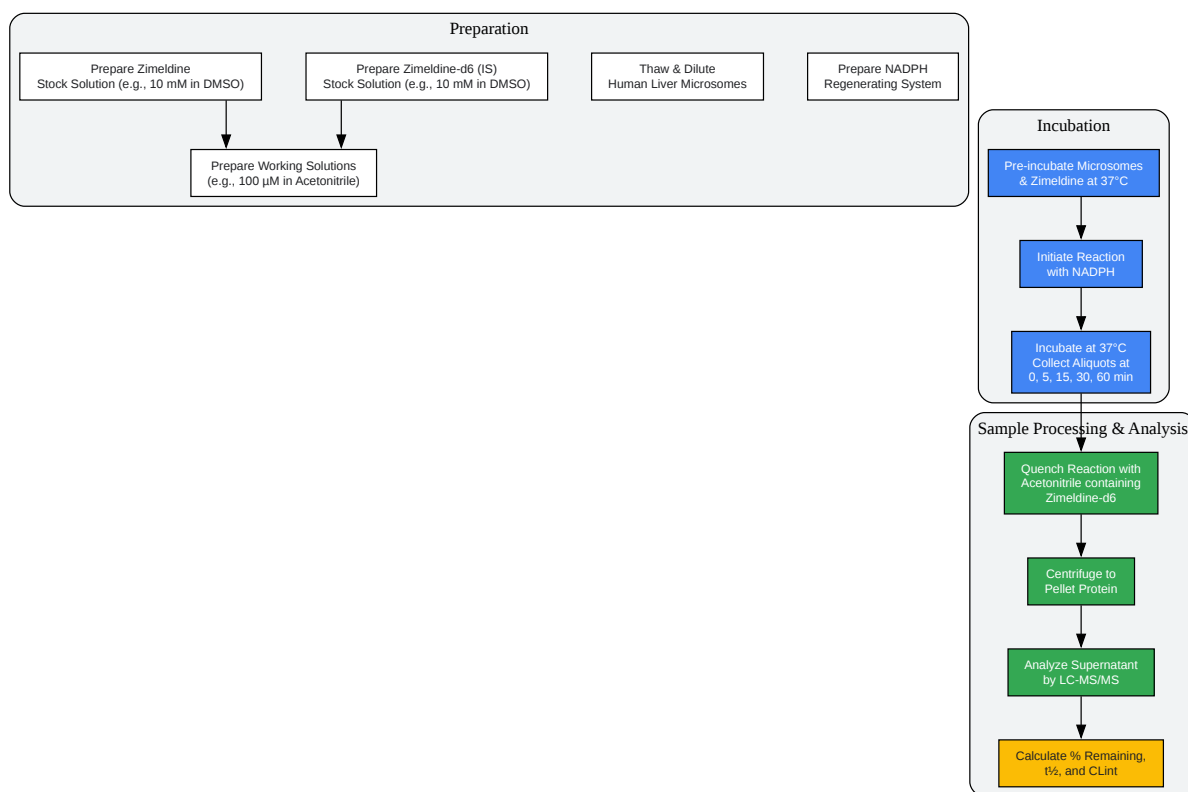 Preparation
Prepare Zimeldine
Stock Solution (e.g., 10 mM in DMSO)
Prepare Zimeldine-d6 (IS)
Stock Solution (e.g., 10 mM in DMSO)
Thaw & Dilute
Human Liver Microsomes
Prepare NADPH
Regenerating System
Prepare Working Solutions
(e.g., 100 µM in Acetonitrile)
Incubation
Pre-incubate Microsomes
& Zimeldine at 37°C
Initiate Reaction
with NADPH
Incubate at 37°C
Collect Aliquots at
0, 5, 15, 30, 60 min
Sample Processing & Analysis
Quench Reaction with
Acetonitrile containing
Zimeldine-d6
Centrifuge to
Pellet Protein
Analyze Supernatant
by LC-MS/MS
Calculate % Remaining,
t½, and CLint